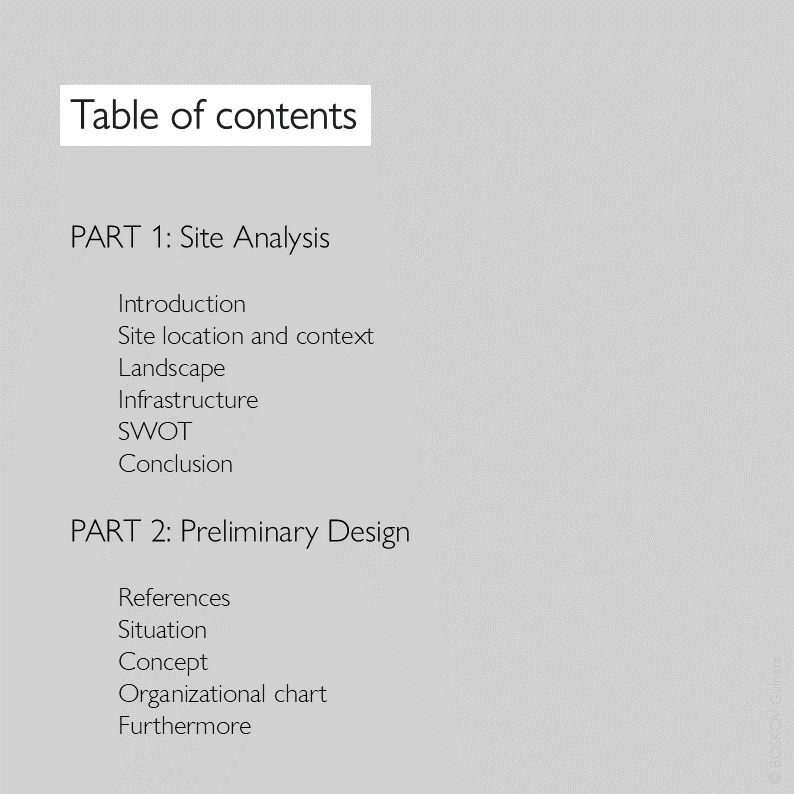 Table of contents
PART 1: Site Analysis
Introduction
Site location and context
Landscape
Infrastructure
SWOT
Conclusion
PART 2: Preliminary Design
References
Situation
Concept
Organizational chart
Furthermore
© BOSKOV Gulnara